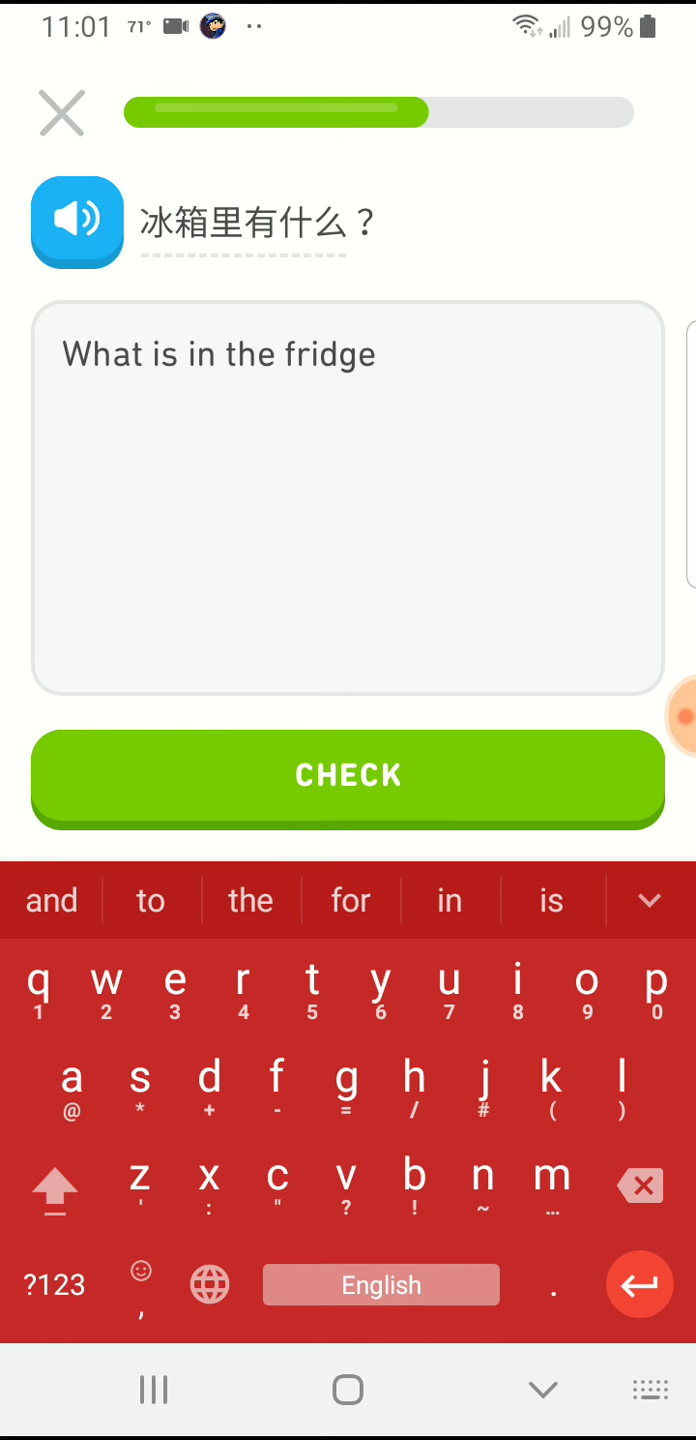 11:01 71° 99%
冰箱里有什么？
What is in the fridge
CHECK
and to the for in is
q w e r t y u i o p
1 2 3 4 5 6 7 8 9 0
a s d f g h j k l
@ * + - = / # ( )
z x c v b n m
' : " ? ! ~ …
?123 , English .